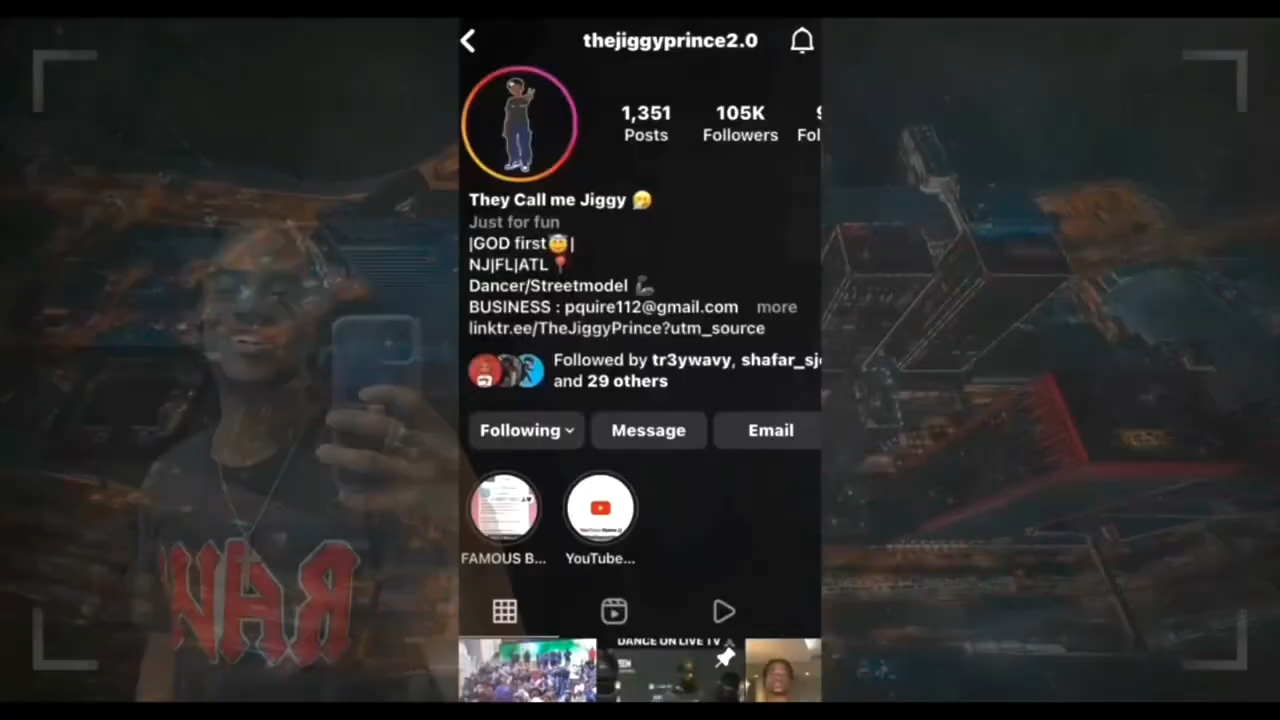 thejiggyprince2.0
1,351
105K
Posts
Followers
They Call me Jiggy 🥲
Just for fun
|GOD first😇|
NJ|FL|ATL📍
Dancer/Streetmodel 🦾
BUSINESS : pquire112@gmail.com more
linktr.ee/TheJiggyPrince?utm_source
Followed by tr3ywavy, shafar_sj
and 29 others
Following
Message
Email
FAMOUS B...
YouTube...
DANCE ON LIVE TV
WAR